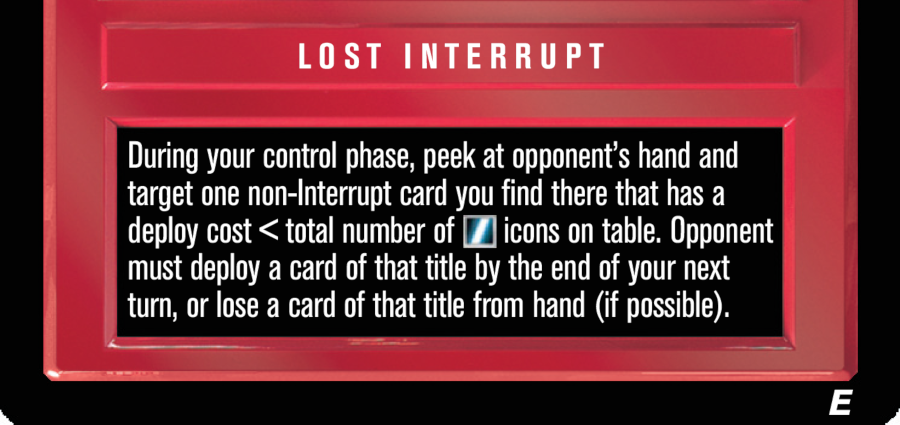 LOST INTERRUPT
During your control phase, peek at opponent's hand and
target one non-Interrupt card you find there that has a
deploy cost < total number of icons on table. Opponent
must deploy a card of that title by the end of your next
turn, or lose a card of that title from hand (if possible).
E